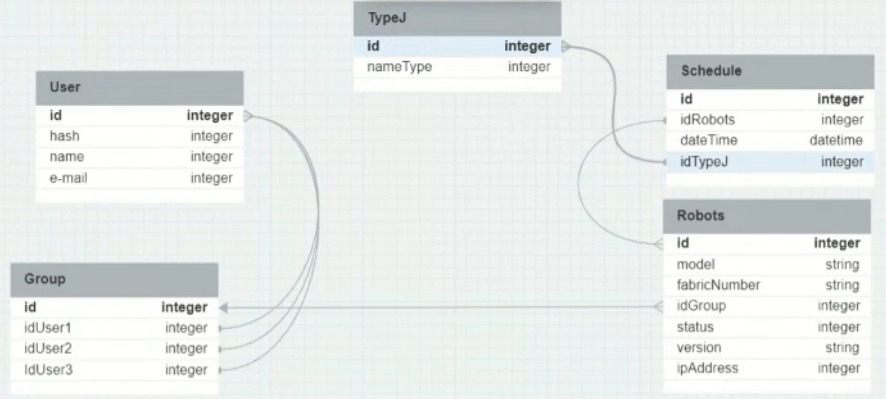 TypeJ
id integer
nameType integer
User
id integer
hash integer
name integer
e-mail integer
Schedule
id integer
idRobots integer
dateTime datetime
idTypeJ integer
Robots
id integer
model string
fabricNumber string
idGroup integer
status integer
version string
ipAddress integer
Group
id integer
idUser1 integer
idUser2 integer
IdUser3 integer